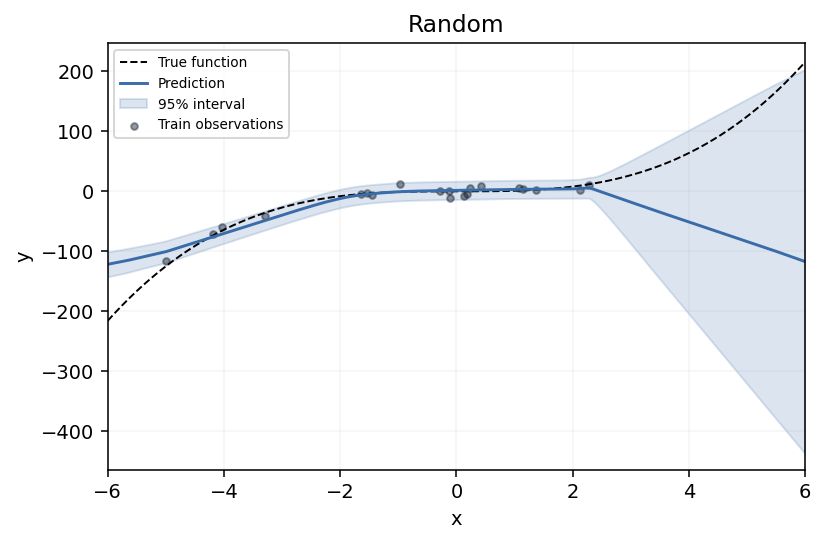 Random
True function
Prediction
95% interval
Train observations
200
100
0
−100
−200
−300
−400
y
−6
−4
−2
0
2
4
6
x